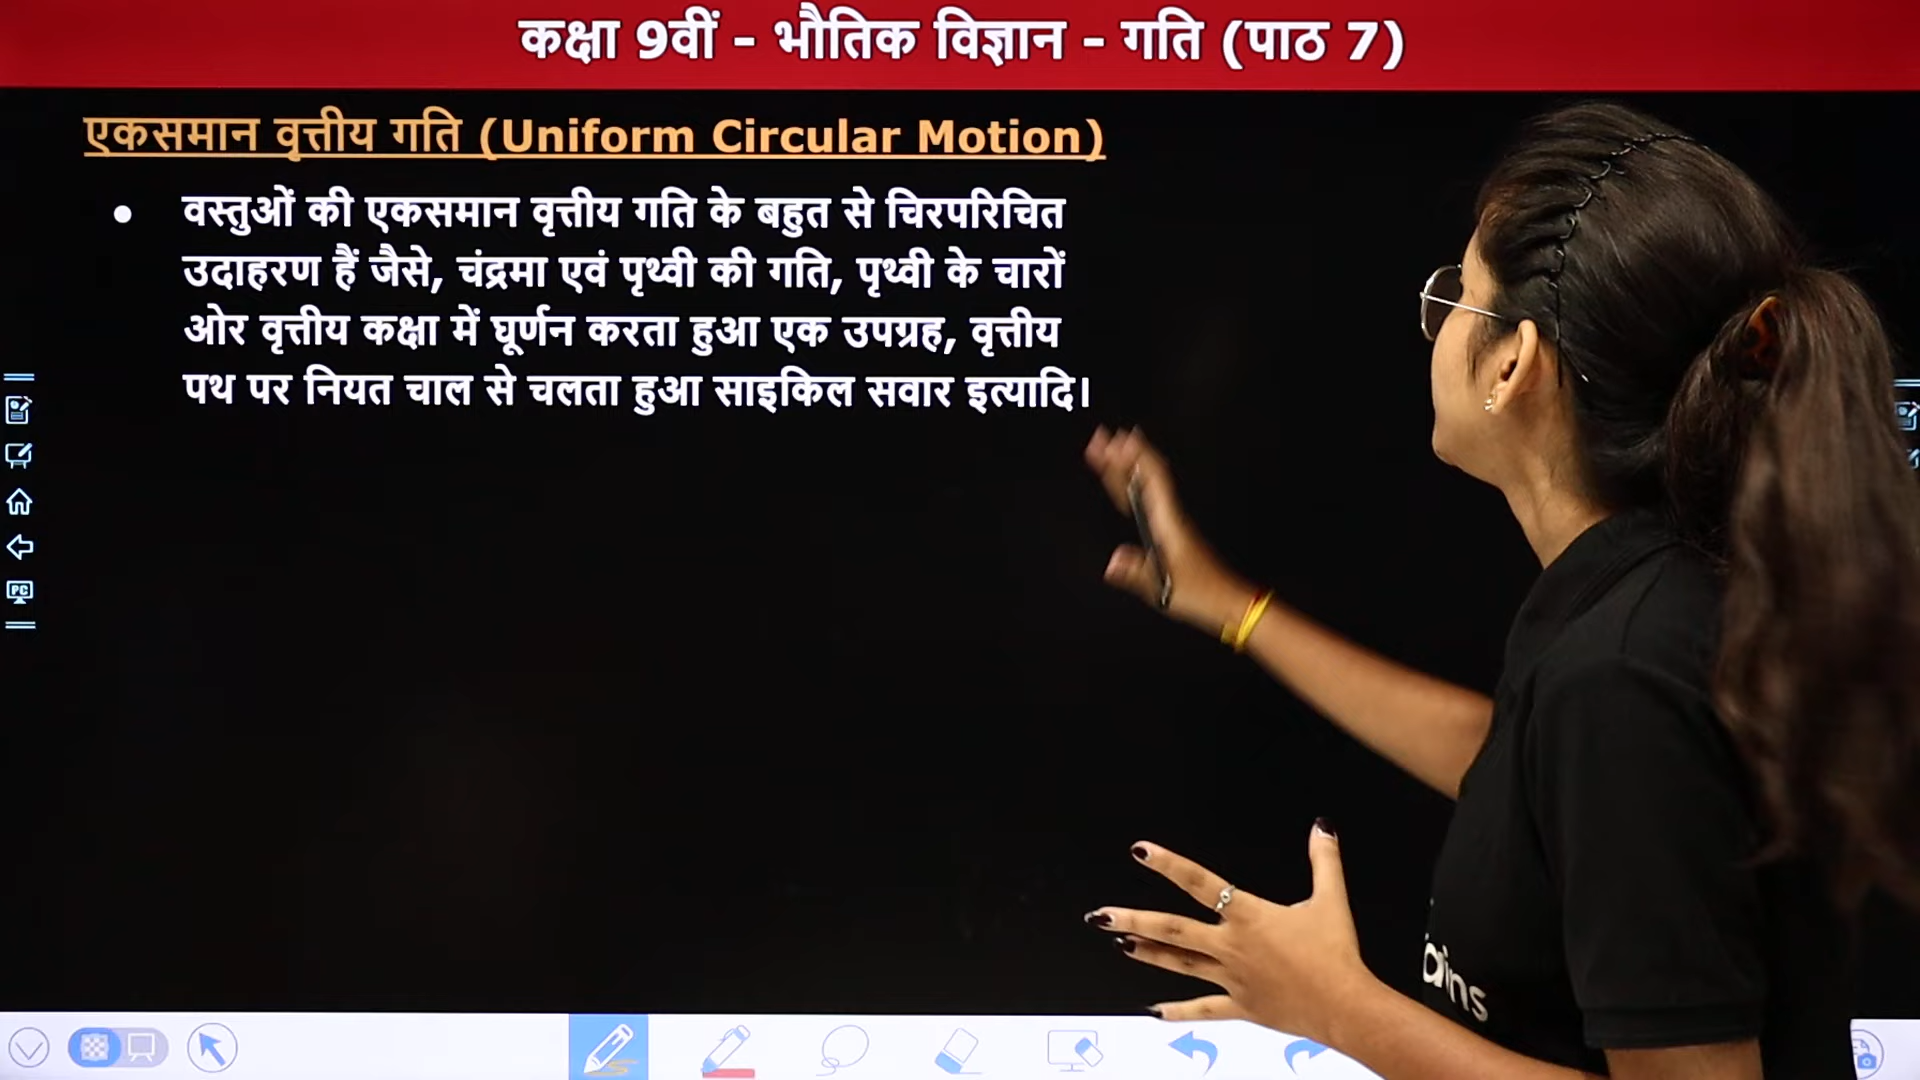 कक्षा 9वीं - भौतिक विज्ञान - गति (पाठ 7)
एकसमान वृत्तीय गति (Uniform Circular Motion)
• वस्तुओं की एकसमान वृत्तीय गति के बहुत से चिरपरिचित
उदाहरण हैं जैसे, चंद्रमा एवं पृथ्वी की गति, पृथ्वी के चारों
ओर वृत्तीय कक्षा में घूर्णन करता हुआ एक उपग्रह, वृत्तीय
पथ पर नियत चाल से चलता हुआ साइकिल सवार इत्यादि।
PC